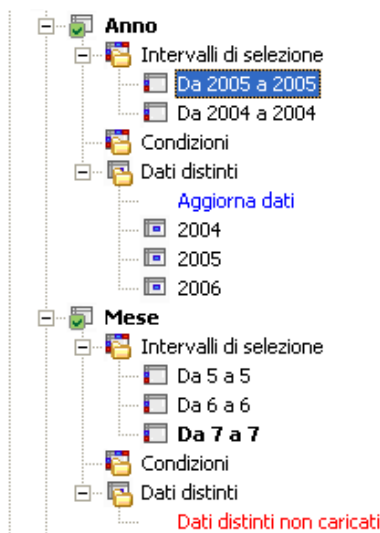 Anno
Intervalli di selezione
Da 2005 a 2005
Da 2004 a 2004
Condizioni
Dati distinti
Aggiorna dati
2004
2005
2006
Mese
Intervalli di selezione
Da 5 a 5
Da 6 a 6
Da 7 a 7
Condizioni
Dati distinti
Dati distinti non caricati